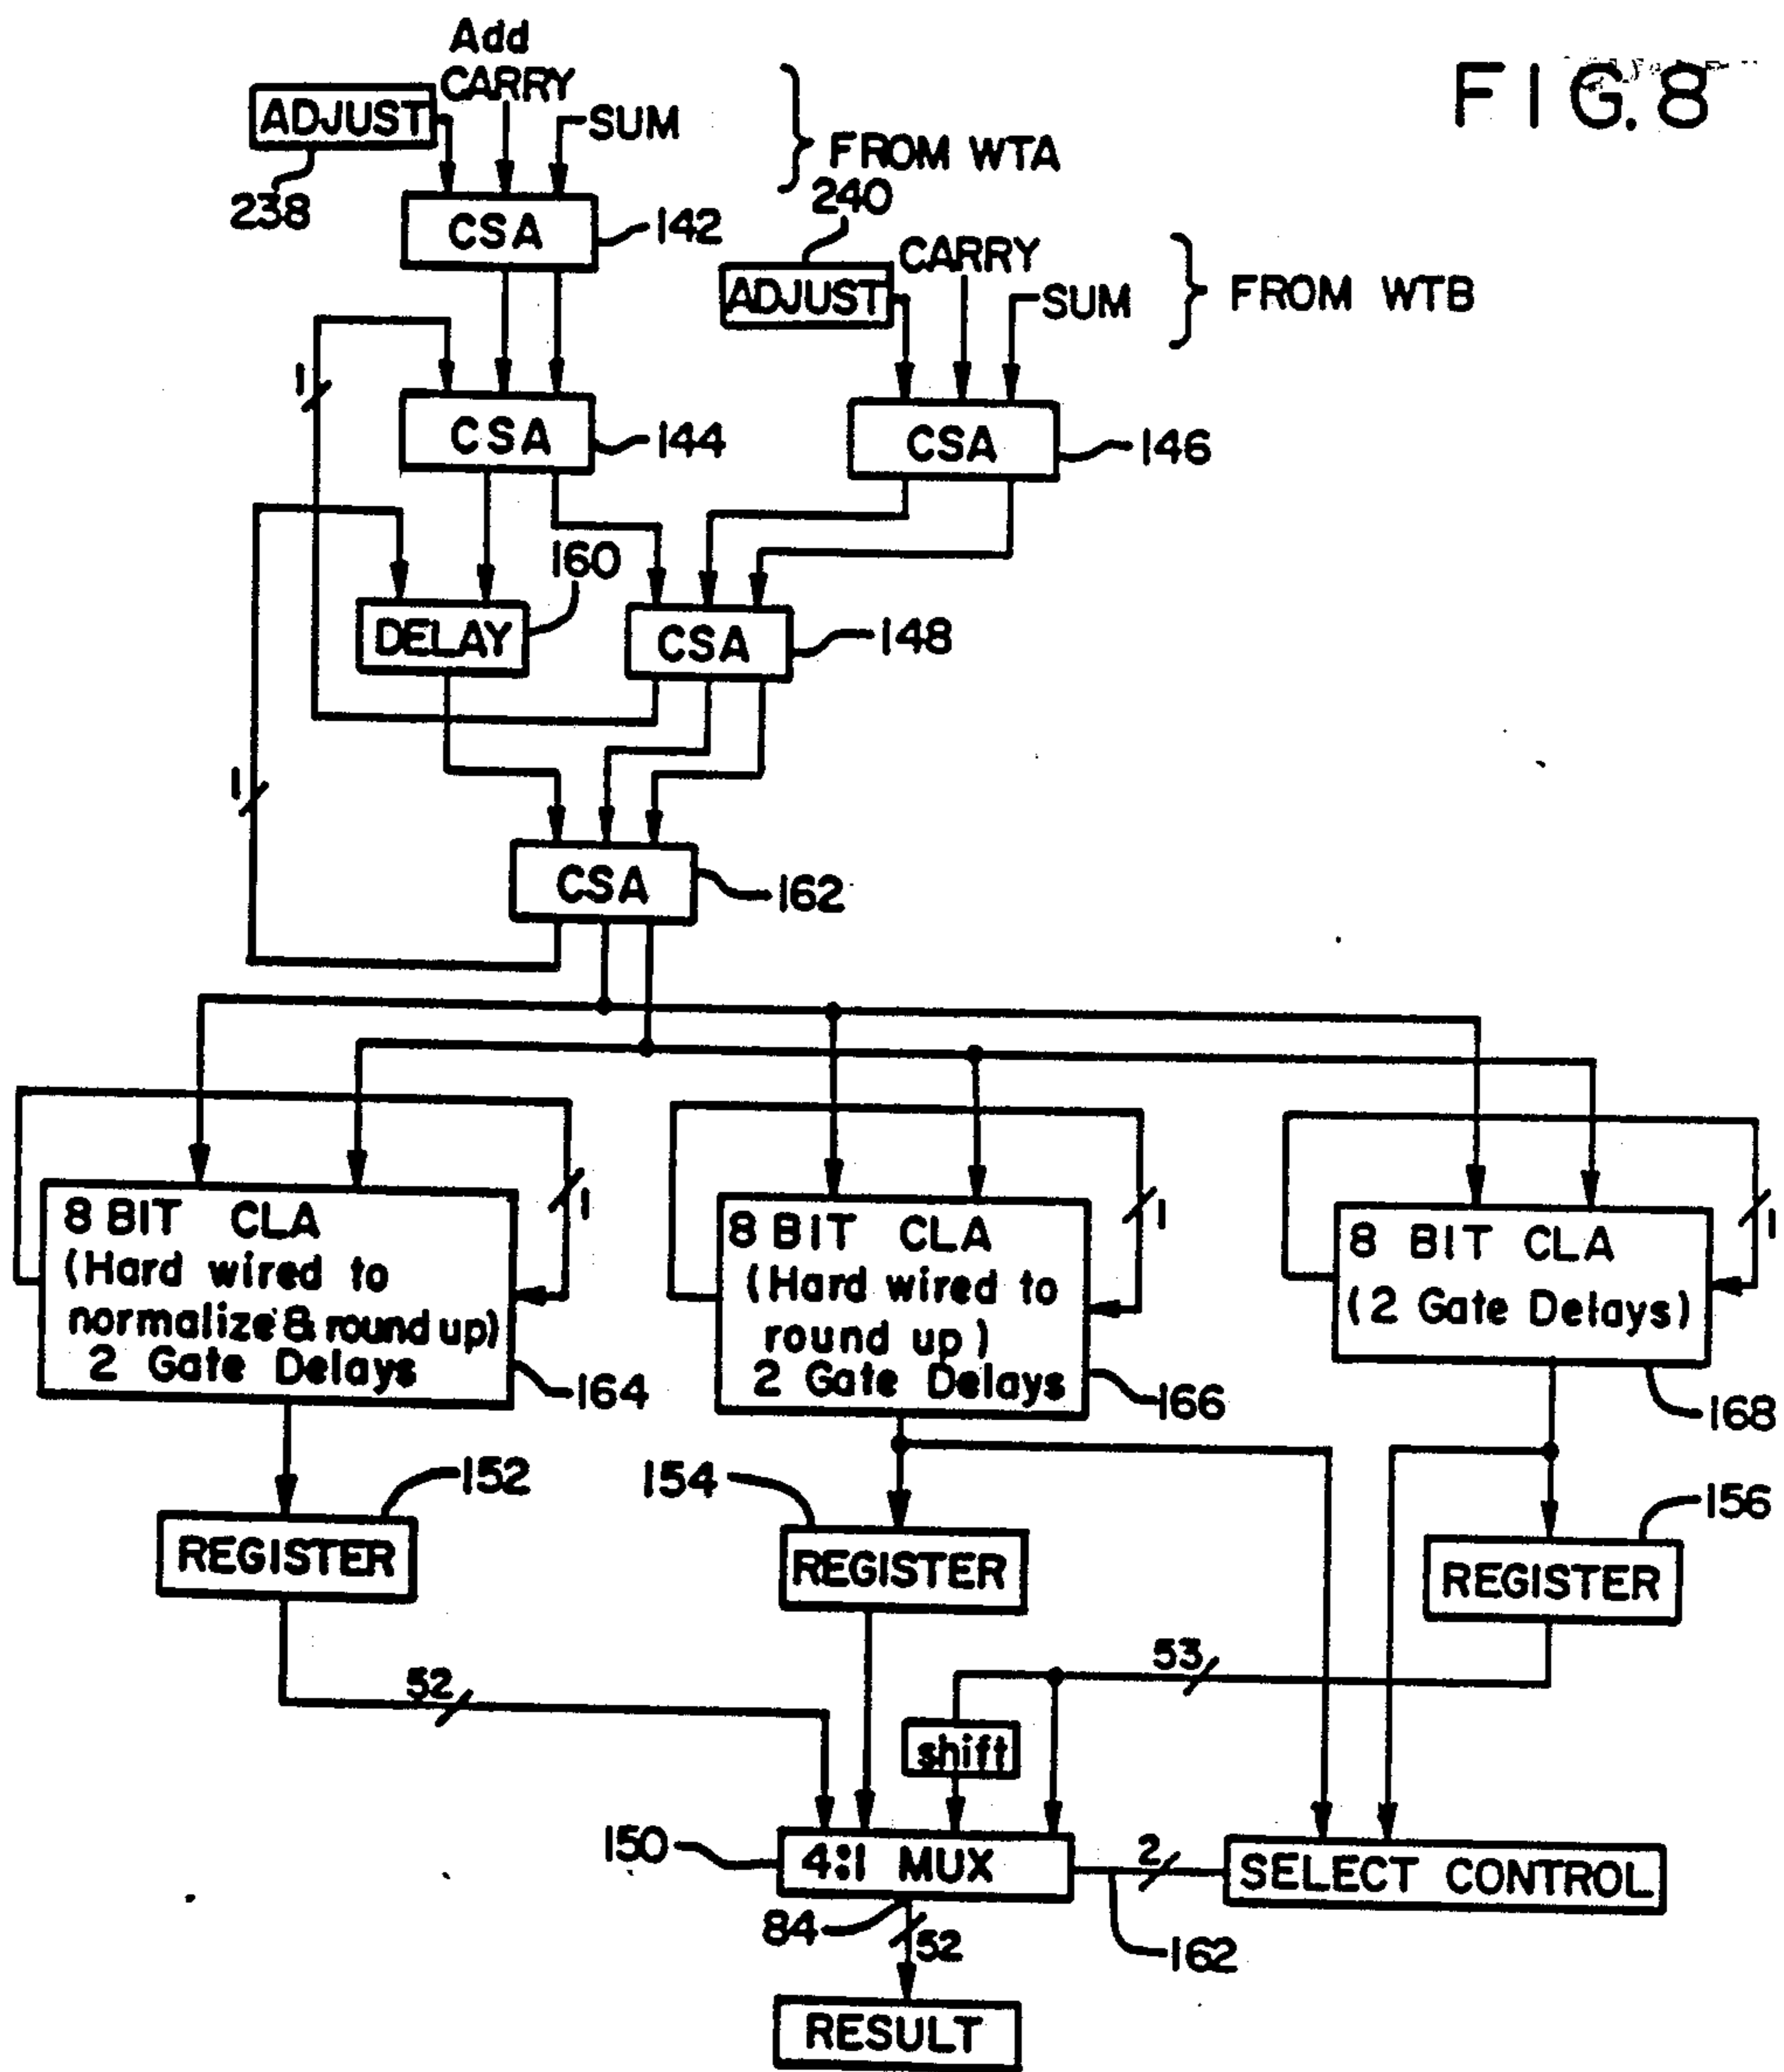 FIG. 8
Add
CARRY
ADJUST
SUM
FROM WTA
238
CSA
142
240
CARRY
ADJUST
SUM
FROM WTB
1
CSA
144
CSA
146
160
DELAY
CSA
148
1
CSA
162
8 BIT CLA
(Hard wired to
normalize & round up)
2 Gate Delays
1
164
8 BIT CLA
(Hard wired to
round up)
2 Gate Delays
1
166
8 BIT CLA
(2 Gate Delays)
1
168
152
REGISTER
154
REGISTER
156
REGISTER
52
53
shift
150
4:1 MUX
2
SELECT CONTROL
84
52
162
RESULT